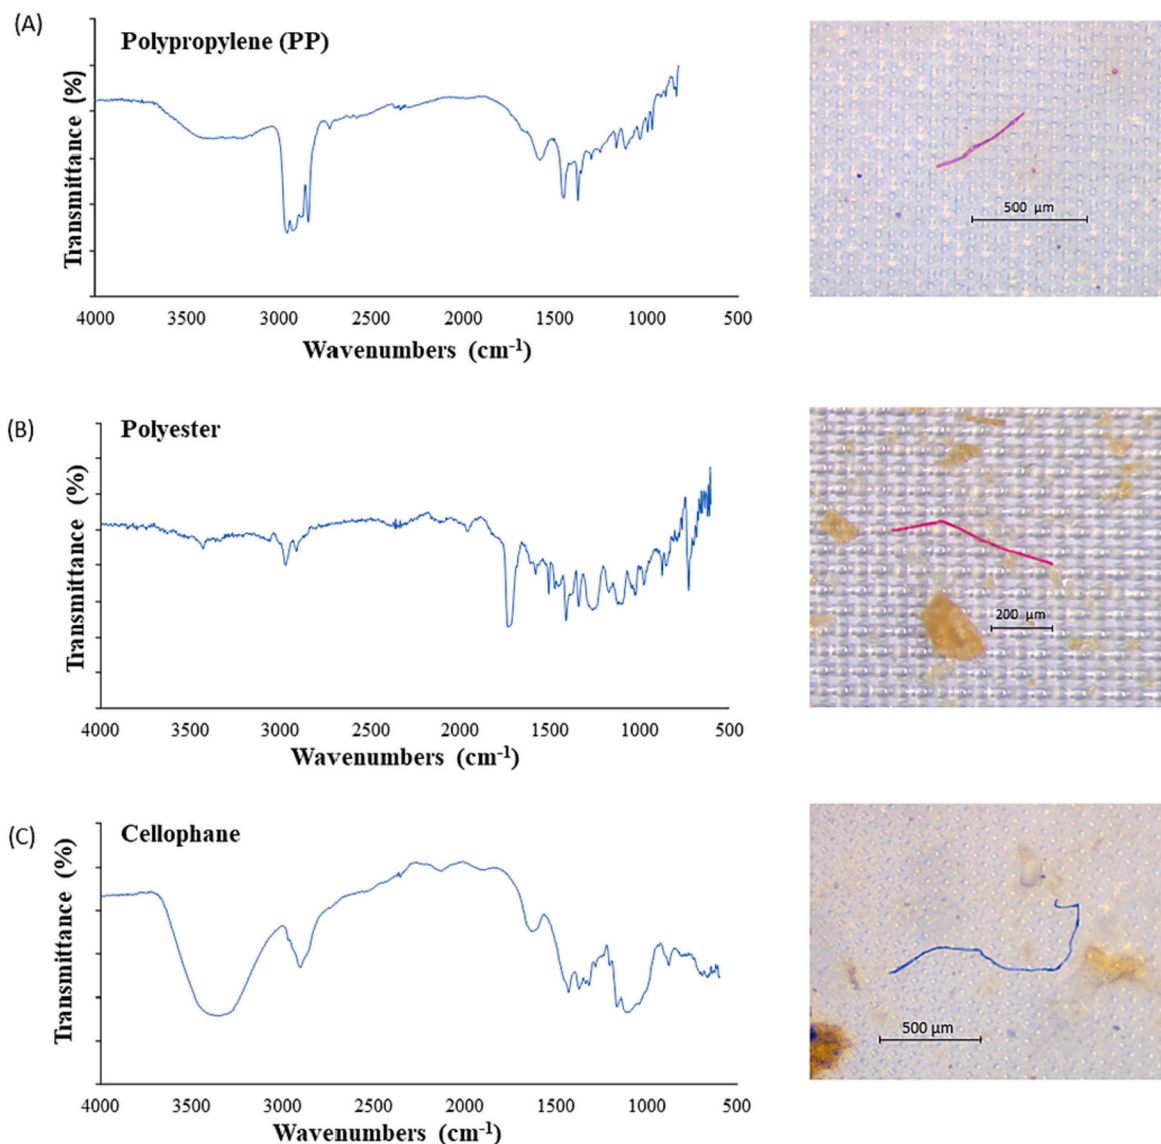 (A)
Polypropylene (PP)
Transmittance (%)
4000 3500 3000 2500 2000 1500 1000 500
Wavenumbers (cm-1)
500 μm
(B)
Polyester
Transmittance (%)
4000 3500 3000 2500 2000 1500 1000 500
Wavenumbers (cm-1)
200 μm
(C)
Cellophane
Transmittance (%)
4000 3500 3000 2500 2000 1500 1000 500
Wavenumbers (cm-1)
500 μm